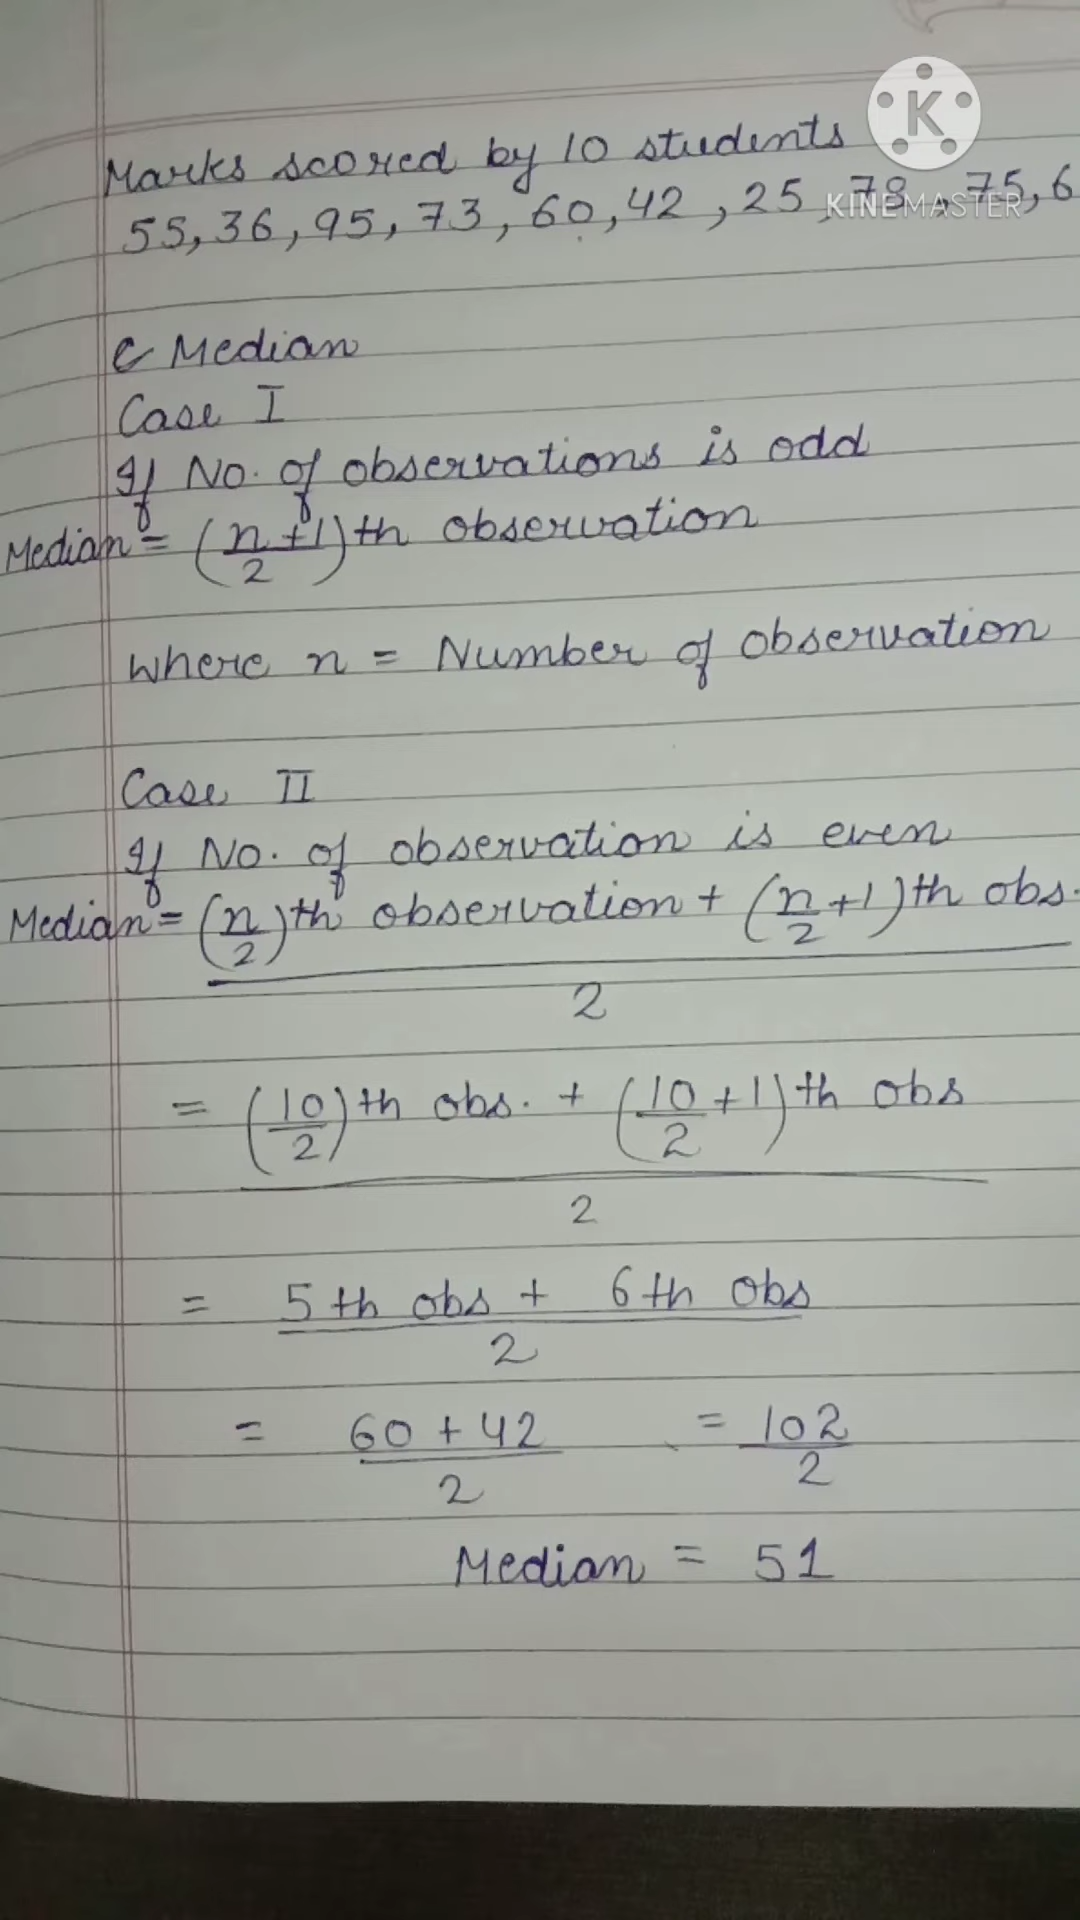 Marks scored by 10 students
55, 36, 95, 73, 60, 42, 25, 78, 75, 6
K
KINEMASTER
c Median
Case I
If No. of observations is odd
Median = (n+1/2)th observation
where n = Number of observation
Case II
If No. of observation is even
Median = (n/2)th observation + (n/2 + 1)th obs.
2
= (10/2)th obs. + (10/2 + 1)th obs
2
= 5th obs + 6th obs
2
= 60 + 42 = 102
2 2
Median = 51